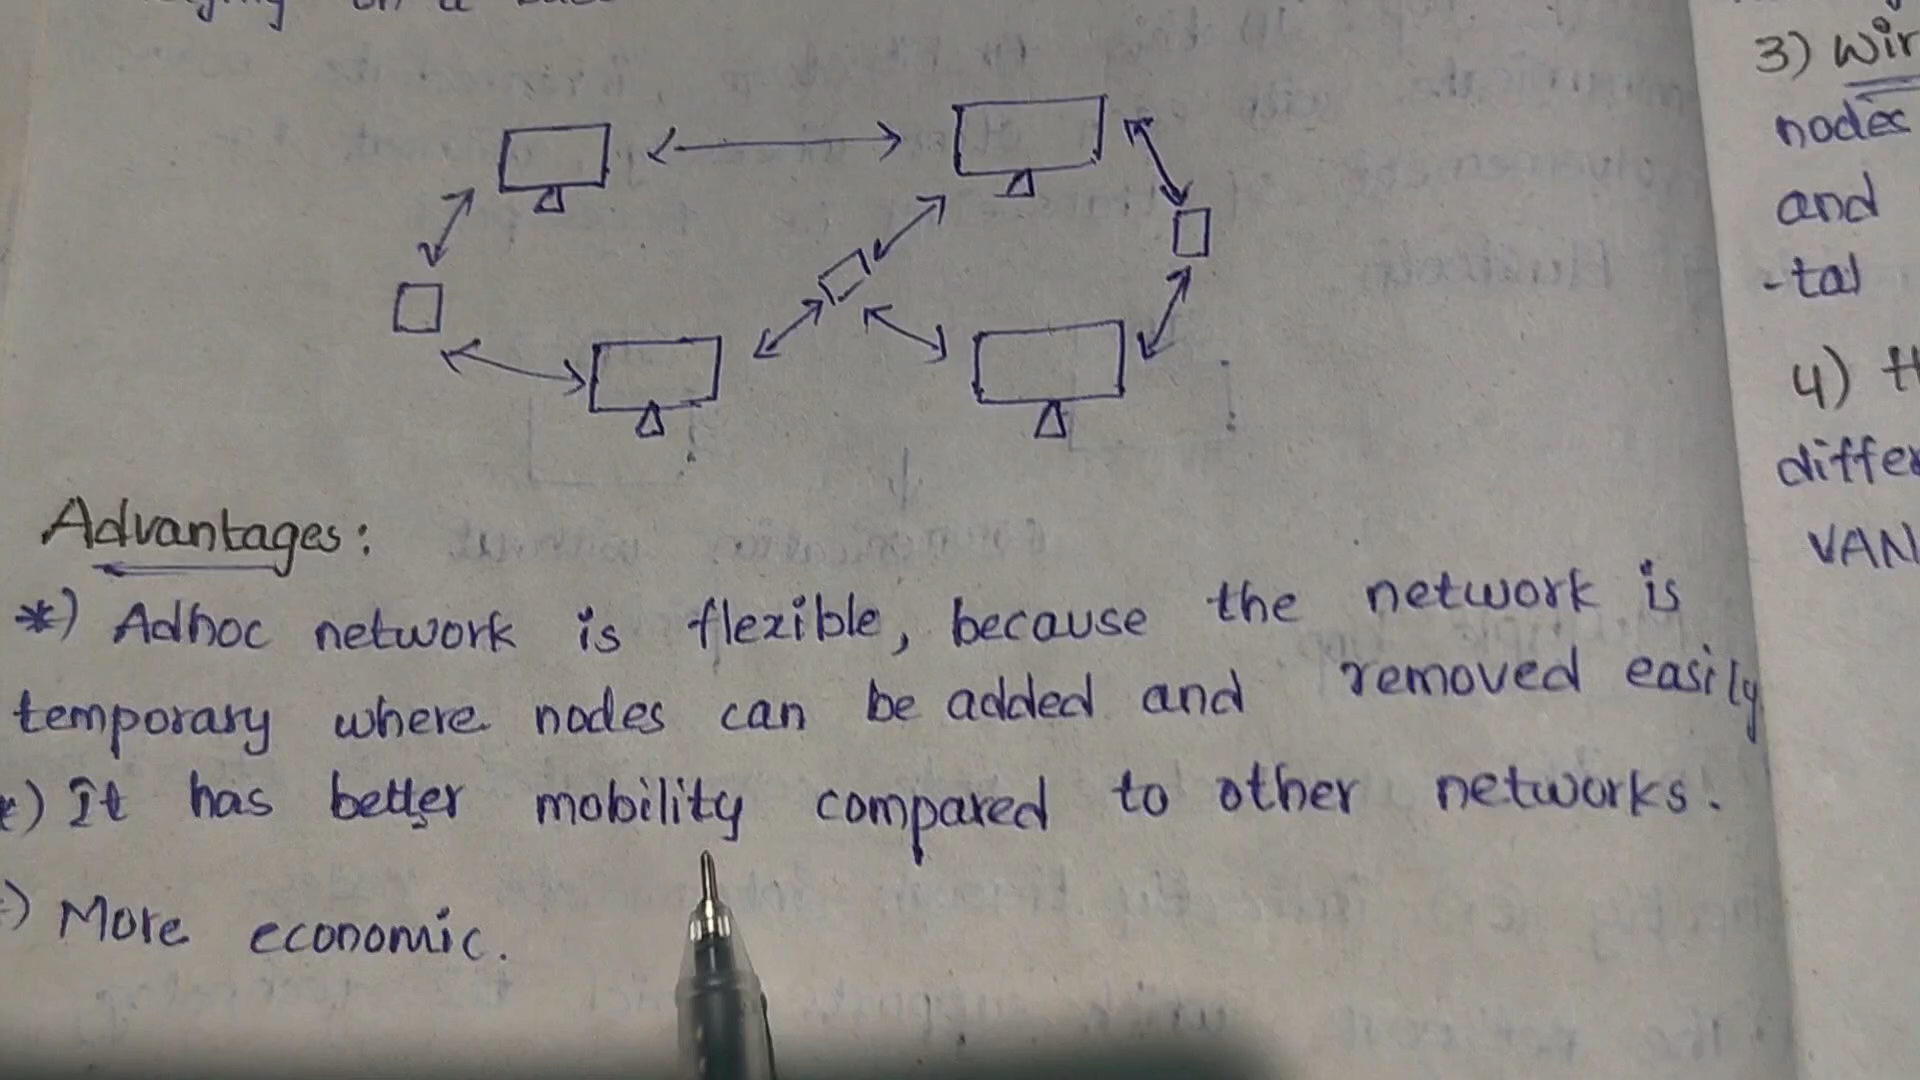 on a
Advantages:
*) Adhoc network is flexible, because the network is
temporary where nodes can be added and removed easily
*) It has better mobility compared to other networks.
:) More economic.
3) Wir
nodes
and
-tal
4) th
differ
VAN